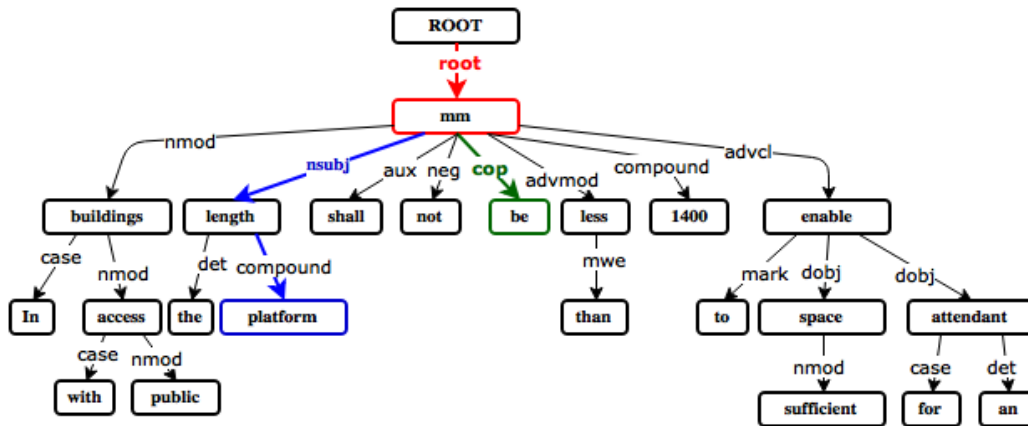 ROOT
root
mm
nmod nsubj aux neg cop advmod compound advcl
buildings length shall not be less 1400 enable
case nmod det compound mwe mark dobj dobj
In access the platform than to space attendant
case nmod nmod case det
with public sufficient for an